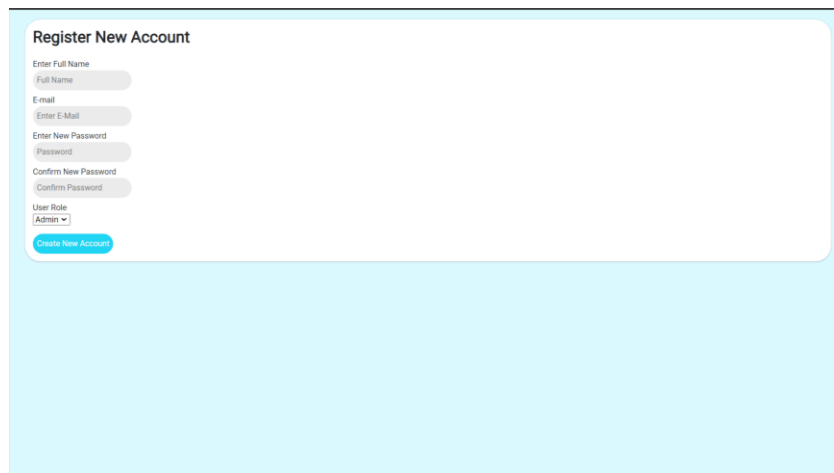 Register New Account
Enter Full Name
Full Name
E-mail
Enter E-Mail
Enter New Password
Password
Confirm New Password
Confirm Password
User Role
Admin
Create New Account